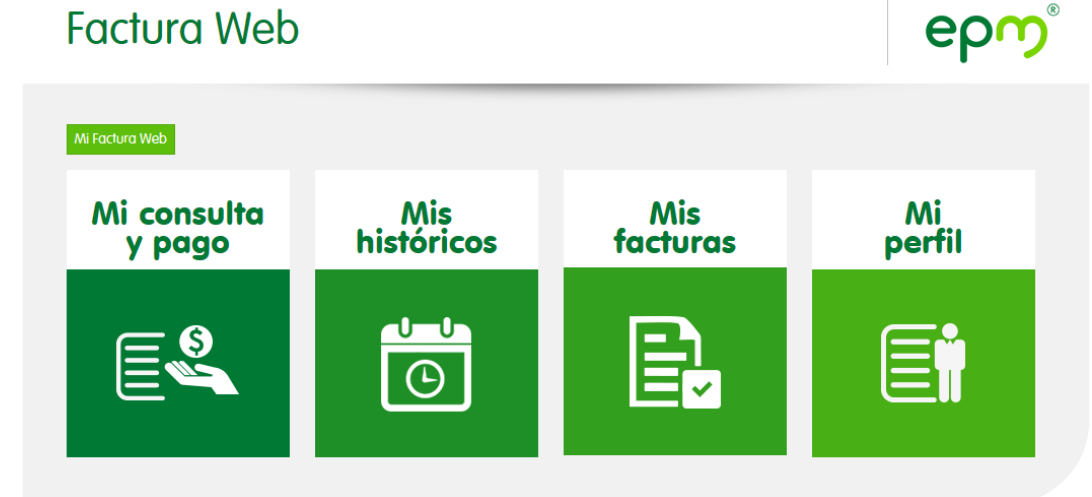 Factura Web
epm®
Mi Factura Web
Mi consulta
y pago
Mis
históricos
Mis
facturas
Mi
perfil
$